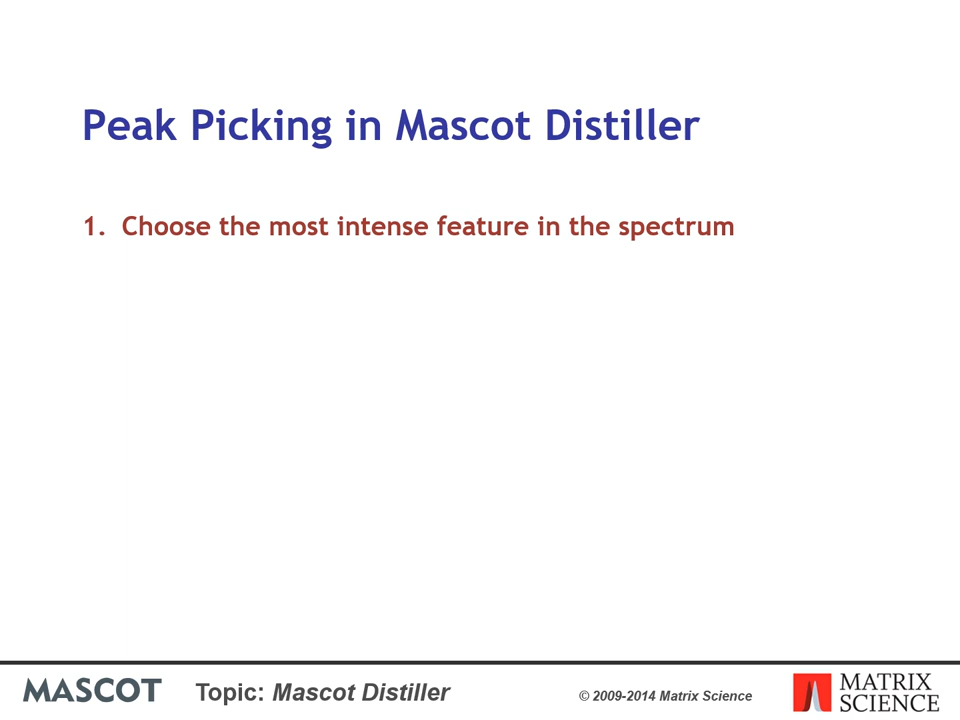 Peak Picking in Mascot Distiller
1. Choose the most intense feature in the spectrum
MASCOT
Topic: Mascot Distiller
© 2009-2014 Matrix Science
MATRIX
SCIENCE